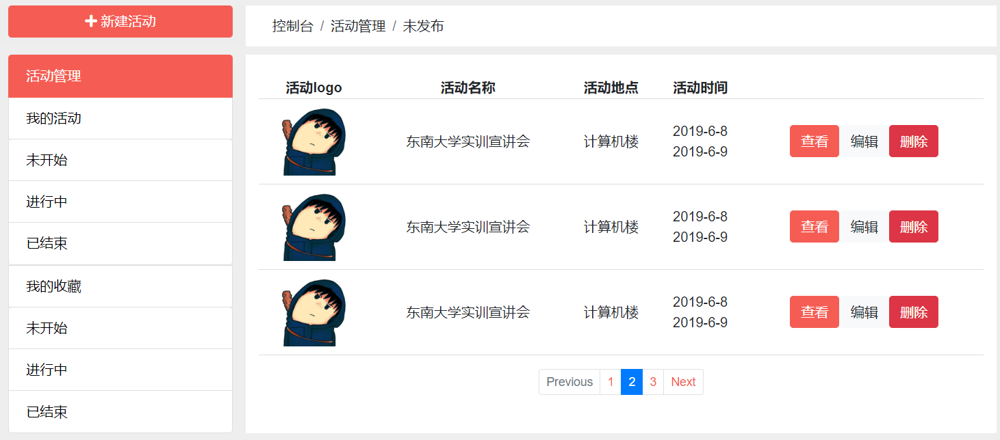 新建活动
活动管理
我的活动
未开始
进行中
已结束
我的收藏
未开始
进行中
已结束
控制台 / 活动管理 / 未发布
活动logo 活动名称 活动地点 活动时间
东南大学实训宣讲会 计算机楼 2019-6-8 查看 编辑 删除
2019-6-9
东南大学实训宣讲会 计算机楼 2019-6-8 查看 编辑 删除
2019-6-9
东南大学实训宣讲会 计算机楼 2019-6-8 查看 编辑 删除
2019-6-9
Previous 1 2 3 Next